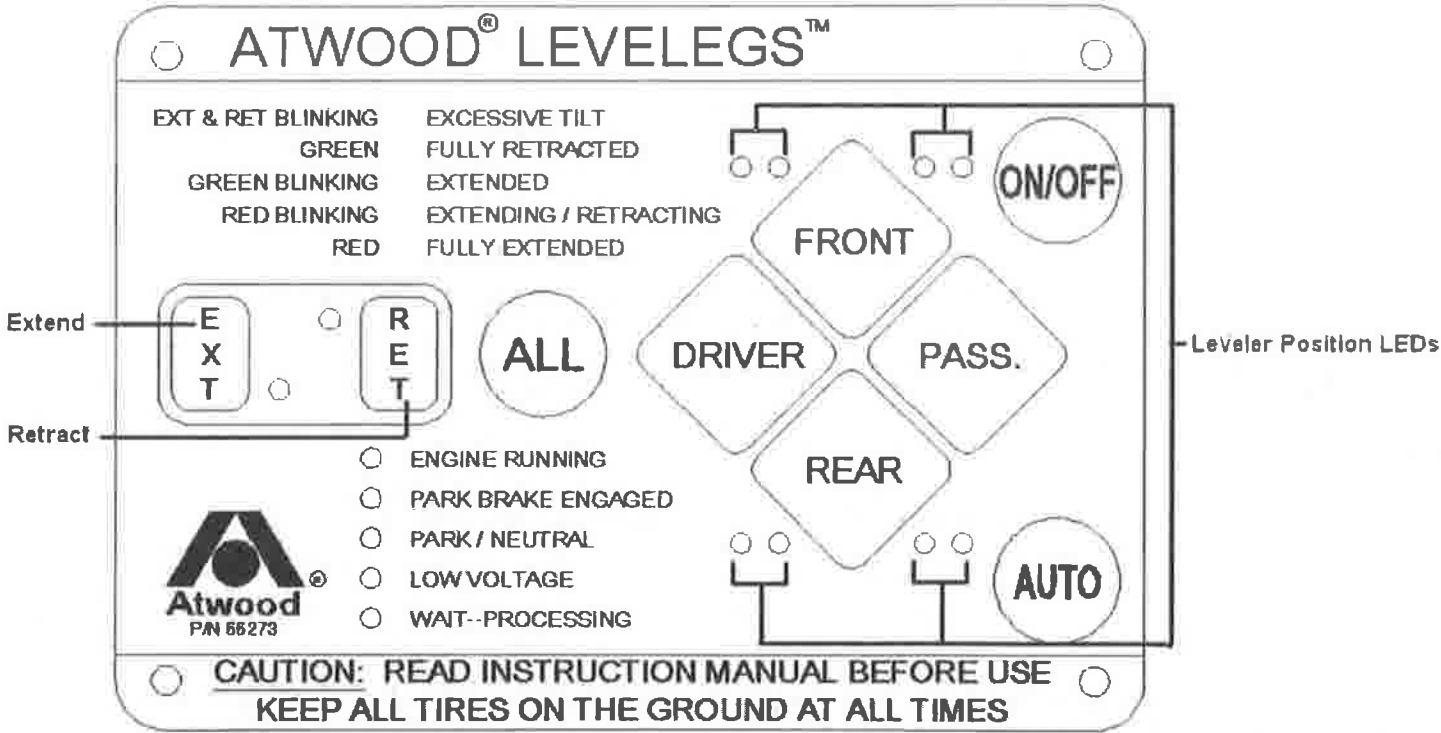 ATWOOD® LEVELEGS™
EXT & RET BLINKING EXCESSIVE TILT
GREEN FULLY RETRACTED
GREEN BLINKING EXTENDED
RED BLINKING EXTENDING / RETRACTING
RED FULLY EXTENDED
ON/OFF
FRONT
Extend
EXT
RET
ALL
DRIVER
PASS.
Leveler Position LEDs
Retract
REAR
ENGINE RUNNING
PARK BRAKE ENGAGED
PARK / NEUTRAL
LOW VOLTAGE
WAIT--PROCESSING
AUTO
Atwood®
P/N 66273
CAUTION: READ INSTRUCTION MANUAL BEFORE USE
KEEP ALL TIRES ON THE GROUND AT ALL TIMES